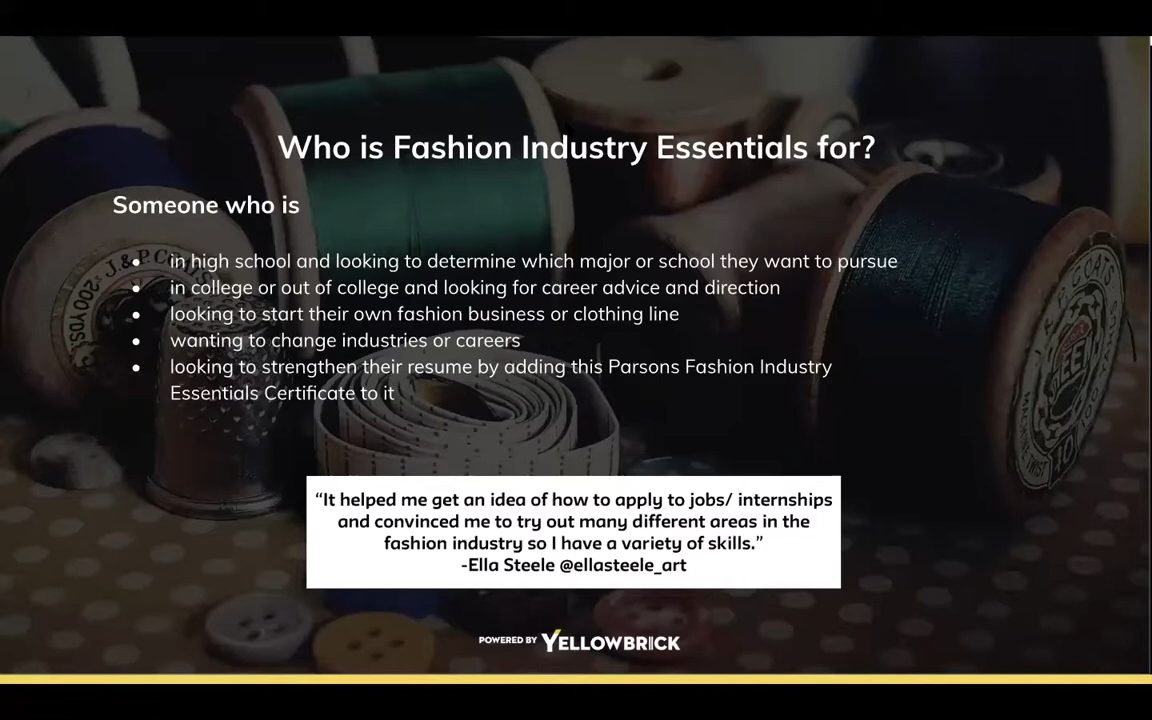 Who is Fashion Industry Essentials for?
Someone who is
• in high school and looking to determine which major or school they want to pursue
• in college or out of college and looking for career advice and direction
• looking to start their own fashion business or clothing line
• wanting to change industries or careers
• looking to strengthen their resume by adding this Parsons Fashion Industry
Essentials Certificate to it
“It helped me get an idea of how to apply to jobs/ internships
and convinced me to try out many different areas in the
fashion industry so I have a variety of skills.”
-Ella Steele @ellasteele_art
POWERED BY YELLOWBRICK
J.&P. COATS
200 YDS